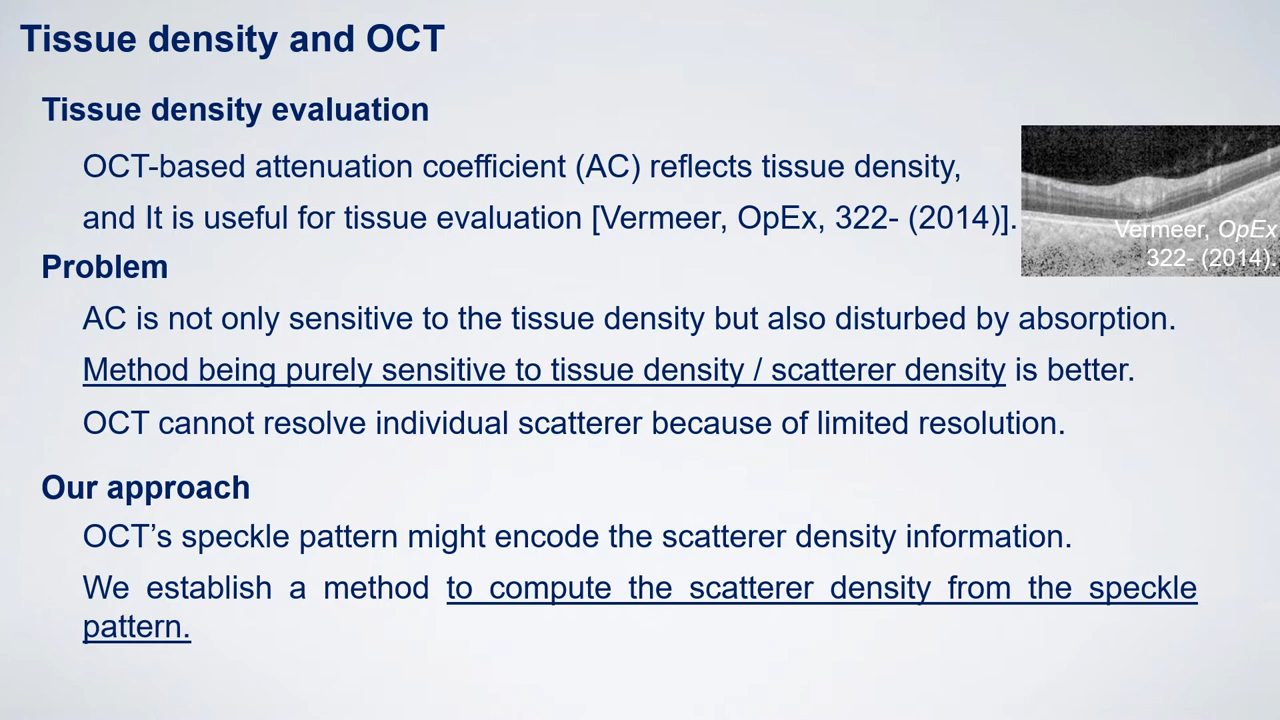 Tissue density and OCT
Tissue density evaluation
OCT-based attenuation coefficient (AC) reflects tissue density,
and It is useful for tissue evaluation [Vermeer, OpEx, 322- (2014)].
Vermeer, OpEx
322- (2014).
Problem
AC is not only sensitive to the tissue density but also disturbed by absorption.
Method being purely sensitive to tissue density / scatterer density is better.
OCT cannot resolve individual scatterer because of limited resolution.
Our approach
OCT’s speckle pattern might encode the scatterer density information.
We establish a method to compute the scatterer density from the speckle
pattern.